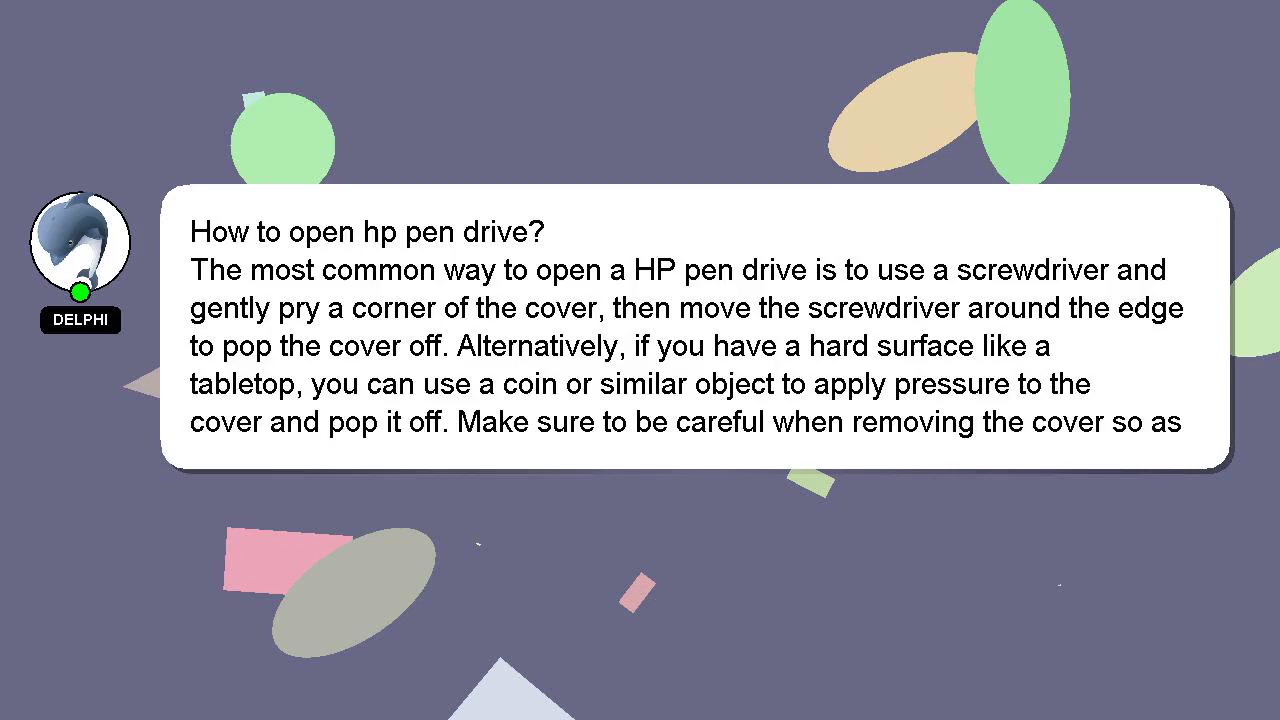 How to open hp pen drive?
The most common way to open a HP pen drive is to use a screwdriver and
gently pry a corner of the cover, then move the screwdriver around the edge
to pop the cover off. Alternatively, if you have a hard surface like a
tabletop, you can use a coin or similar object to apply pressure to the
cover and pop it off. Make sure to be careful when removing the cover so as
DELPHI